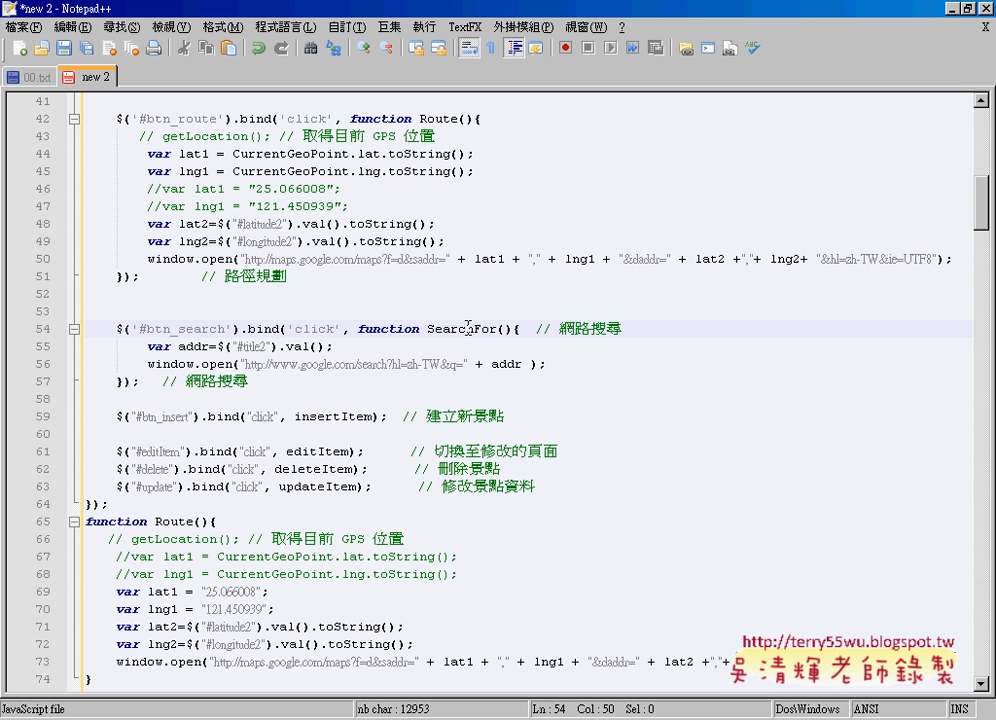 *new 2 - Notepad++
檔案(F) 編輯(E) 尋找(S) 檢視(V) 格式(M) 程式語言(L) 自訂(T) 巨集 執行 TextFX 外掛模組(P) 視窗(W) ? X
00.txt new 2
41
42 $('#btn_route').bind('click', function Route(){
43 // getLocation(); // 取得目前 GPS 位置
44 var lat1 = CurrentGeoPoint.lat.toString();
45 var lng1 = CurrentGeoPoint.lng.toString();
46 //var lat1 = "25.066008";
47 //var lng1 = "121.450939";
48 var lat2=$("#latitude2").val().toString();
49 var lng2=$("#longitude2").val().toString();
50 window.open("http://maps.google.com/maps?f=d&saddr=" + lat1 + "," + lng1 + "&daddr=" + lat2 +","+ lng2+ "&hl=zh-TW&ie=UTF8");
51 }); // 路徑規劃
52
53
54 $('#btn_search').bind('click', function SearchFor(){ // 網路搜尋
55 var addr=$("#title2").val();
56 window.open("http://www.google.com/search?hl=zh-TW&q=" + addr );
57 }); // 網路搜尋
58
59 $("#btn_insert").bind("click", insertItem); // 建立新景點
60
61 $("#editItem").bind("click", editItem); // 切換至修改的頁面
62 $("#delete").bind("click", deleteItem); // 刪除景點
63 $("#update").bind("click", updateItem); // 修改景點資料
64 });
65 function Route(){
66 // getLocation(); // 取得目前 GPS 位置
67 //var lat1 = CurrentGeoPoint.lat.toString();
68 //var lng1 = CurrentGeoPoint.lng.toString();
69 var lat1 = "25.066008";
70 var lng1 = "121.450939";
71 var lat2=$("#latitude2").val().toString();
72 var lng2=$("#longitude2").val().toString();
73 window.open("http://maps.google.com/maps?f=d&saddr=" + lat1 + "," + lng1 + "&daddr=" + lat2 +","+
74 }
http://terry55wu.blogspot.tw
吳清輝老師錄製
JavaScript file nb char : 12953 Ln : 54 Col : 50 Sel : 0 Dos\Windows ANSI INS